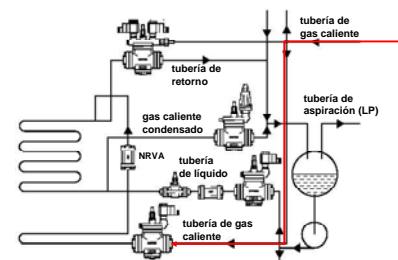 tubería de
gas caliente
tubería de
retorno
tubería de
aspiración (LP)
gas caliente
condensado
NRVA
tubería
de líquido
tubería de gas
caliente